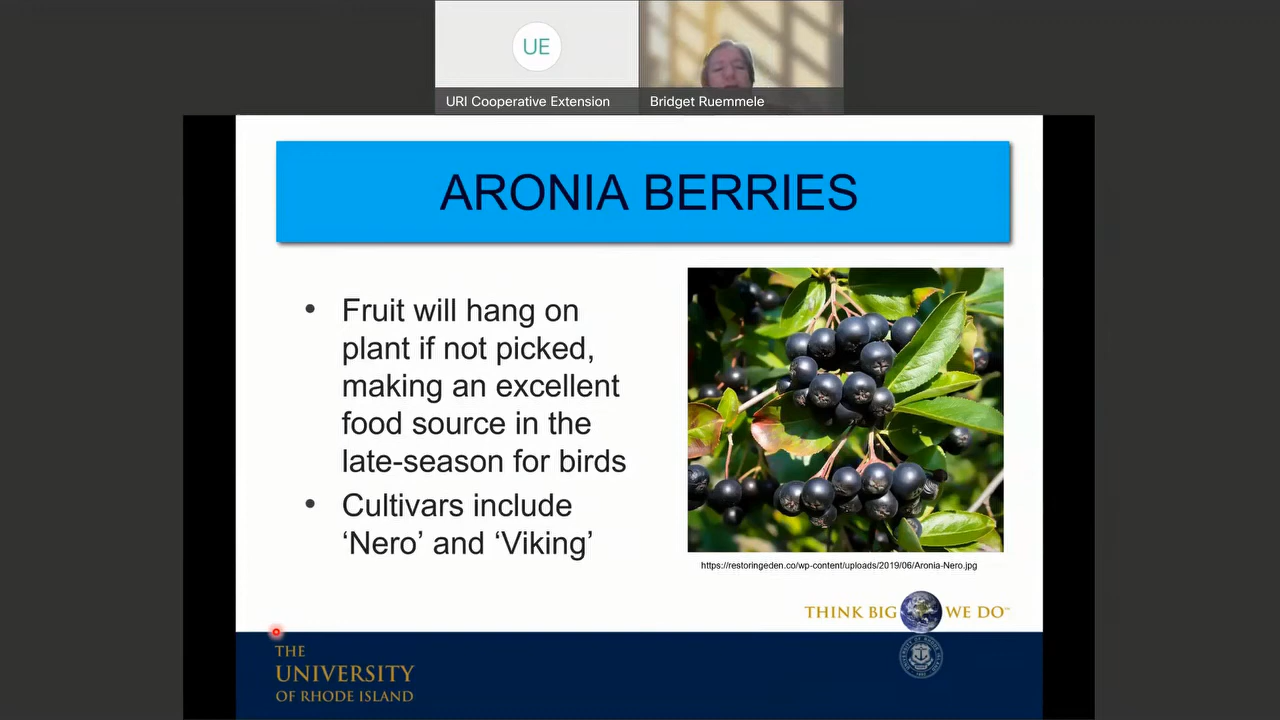 UE
URI Cooperative Extension
Bridget Ruemmele
ARONIA BERRIES
• Fruit will hang on
plant if not picked,
making an excellent
food source in the
late-season for birds
• Cultivars include
‘Nero’ and ‘Viking’
https://restoringeden.co/wp-content/uploads/2019/06/Aronia-Nero.jpg
THINK BIG WE DO™
THE
UNIVERSITY
OF RHODE ISLAND